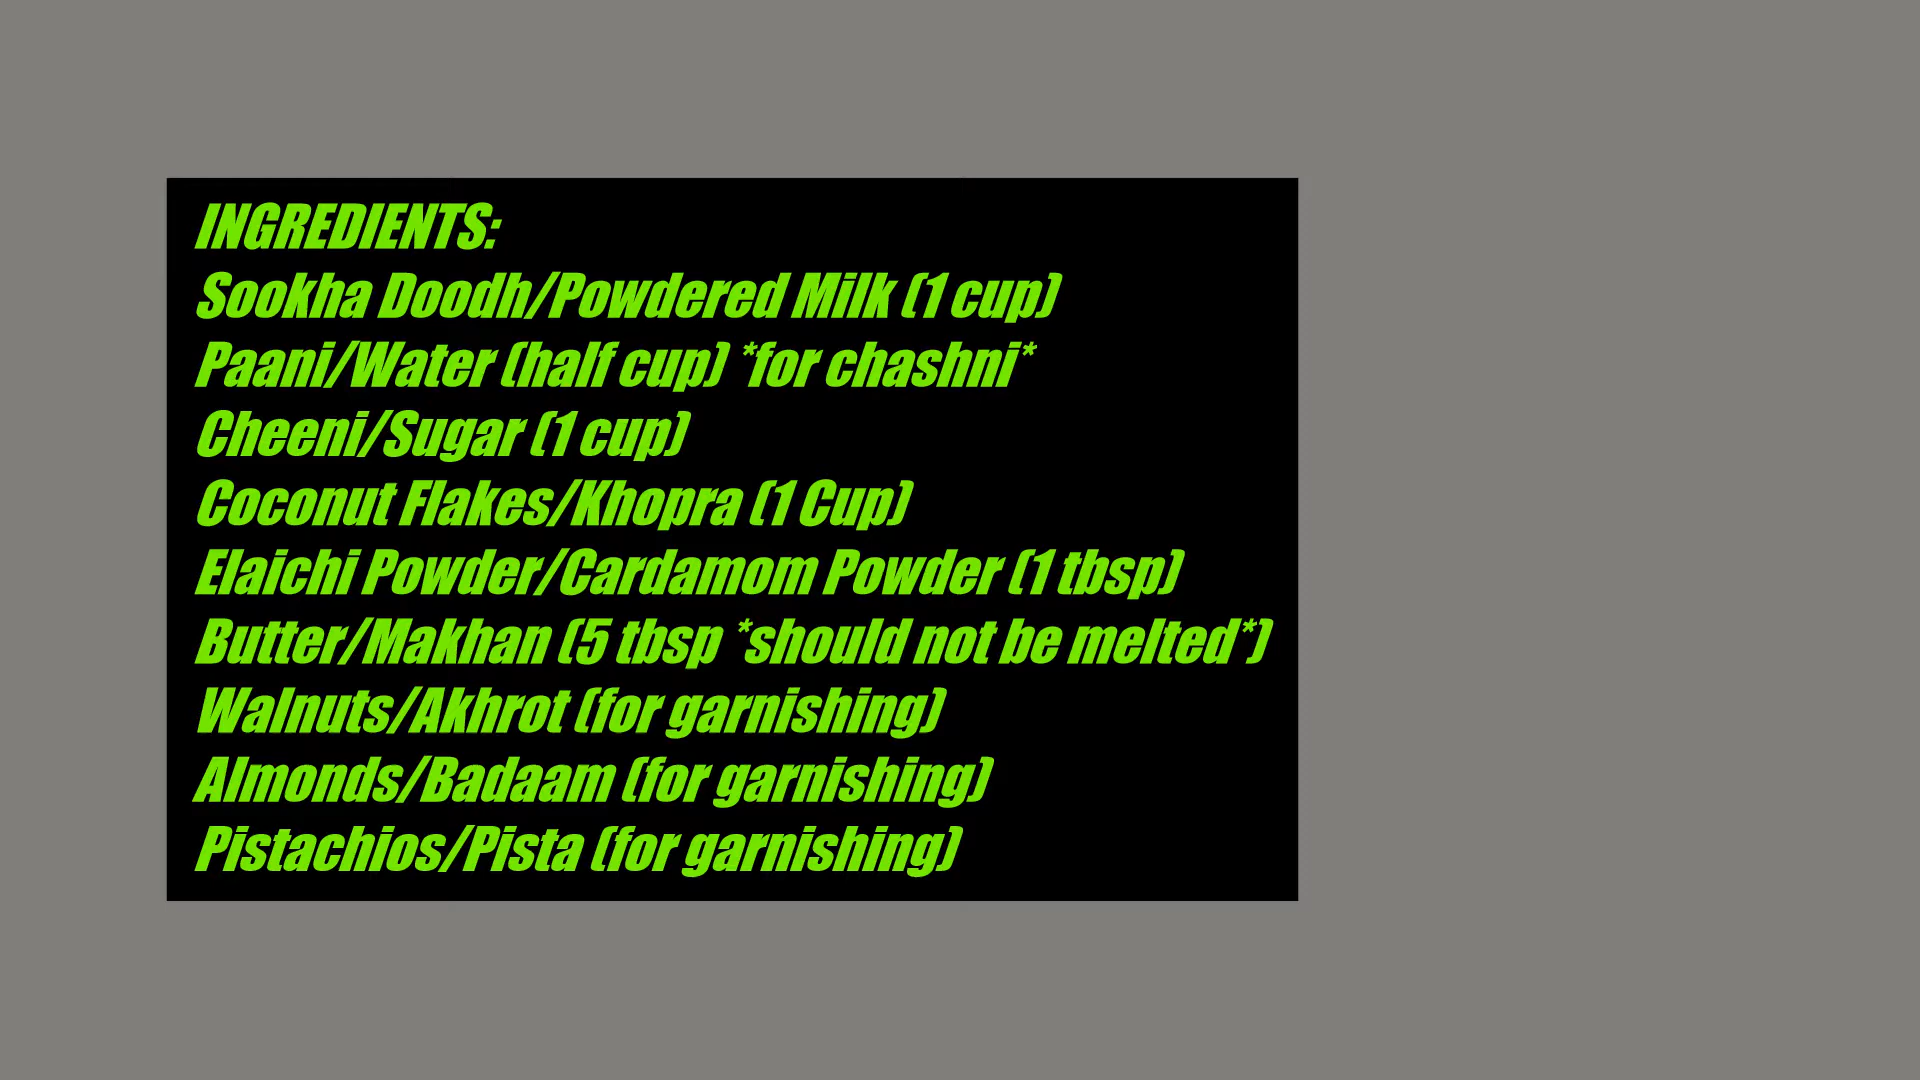 INGREDIENTS:
Sookha Doodh/Powdered Milk (1 cup)
Paani/Water (half cup) *for chashni*
Cheeni/Sugar (1 cup)
Coconut Flakes/Khopra (1 Cup)
Elaichi Powder/Cardamom Powder (1 tbsp)
Butter/Makhan (5 tbsp *should not be melted*)
Walnuts/Akhrot (for garnishing)
Almonds/Badaam (for garnishing)
Pistachios/Pista (for garnishing)